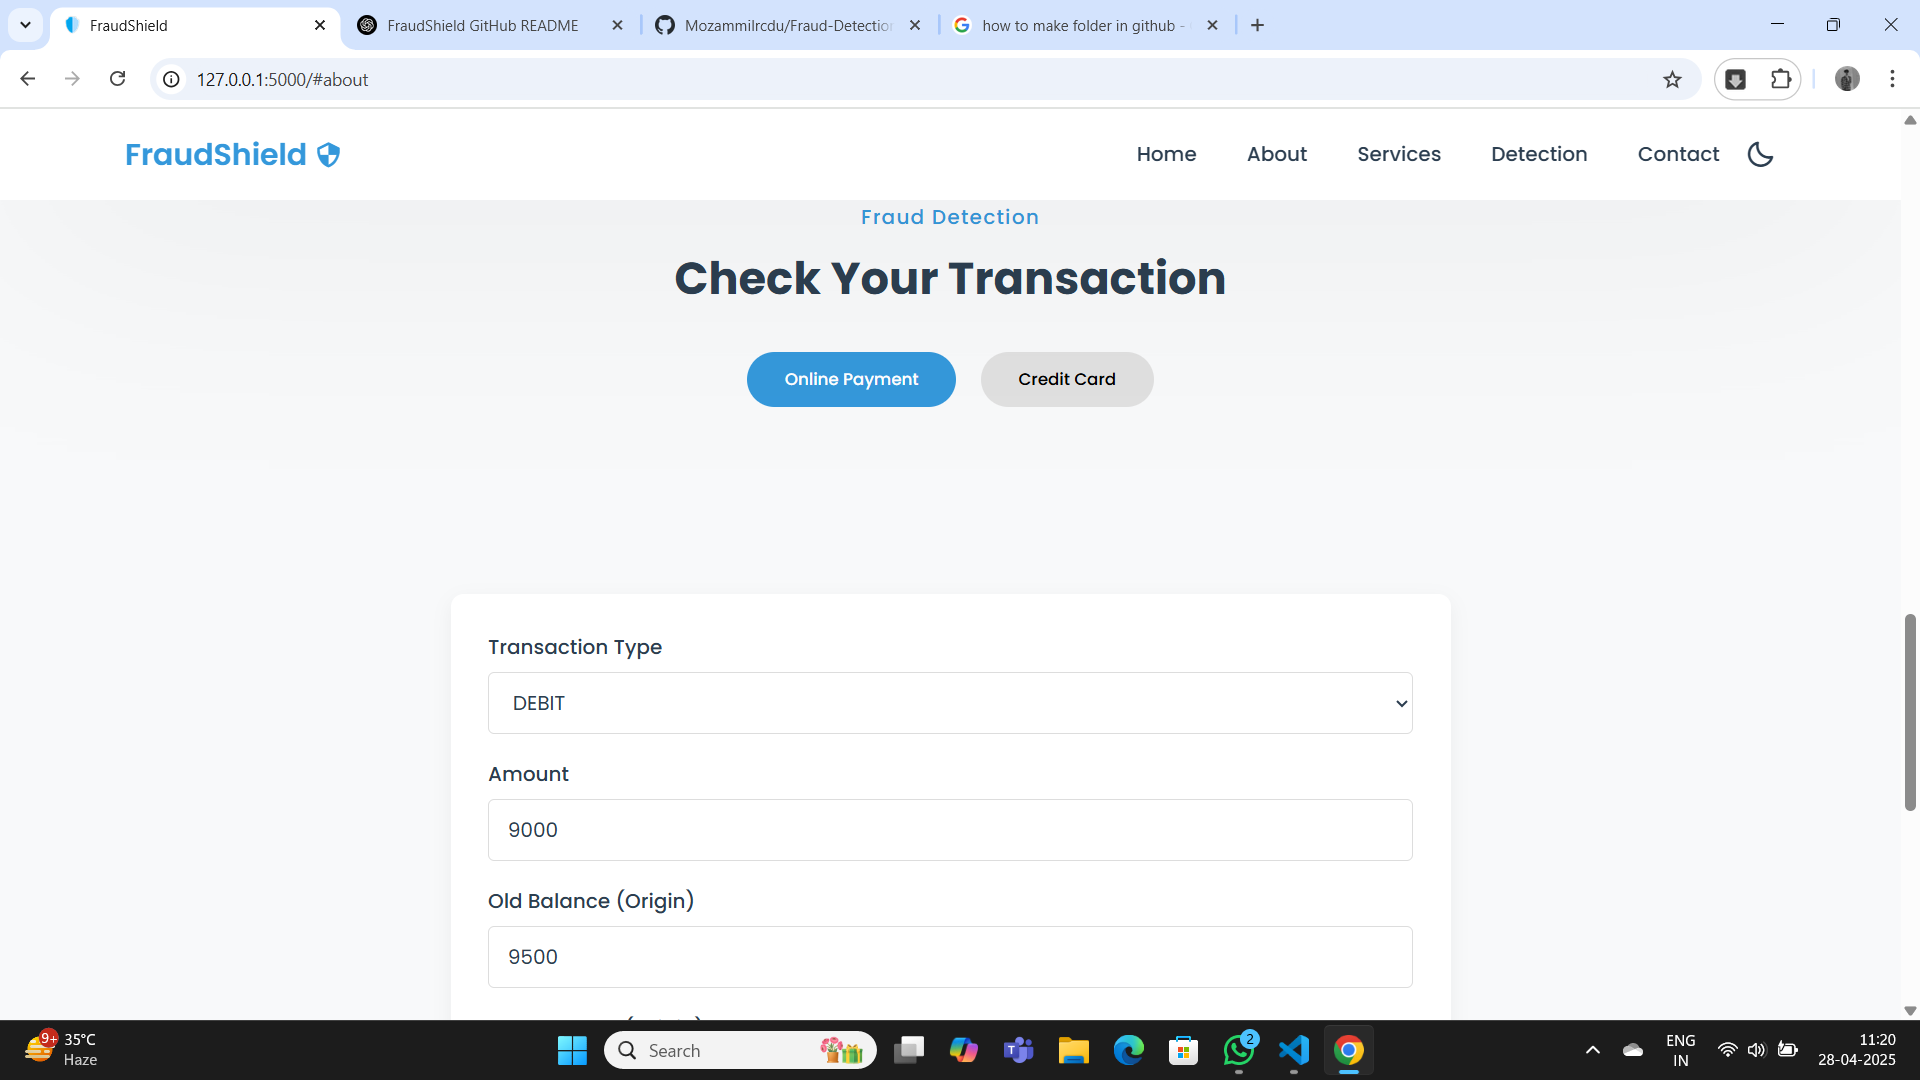 FraudShield
FraudShield GitHub README
Mozammilrcdu/Fraud-Detection
how to make folder in github -
127.0.0.1:5000/#about
FraudShield
Home
About
Services
Detection
Contact
Fraud Detection
Check Your Transaction
Online Payment
Credit Card
Transaction Type
DEBIT
Amount
9000
Old Balance (Origin)
9500
9+
35°C
Haze
Search
2
ENG
IN
11:20
28-04-2025